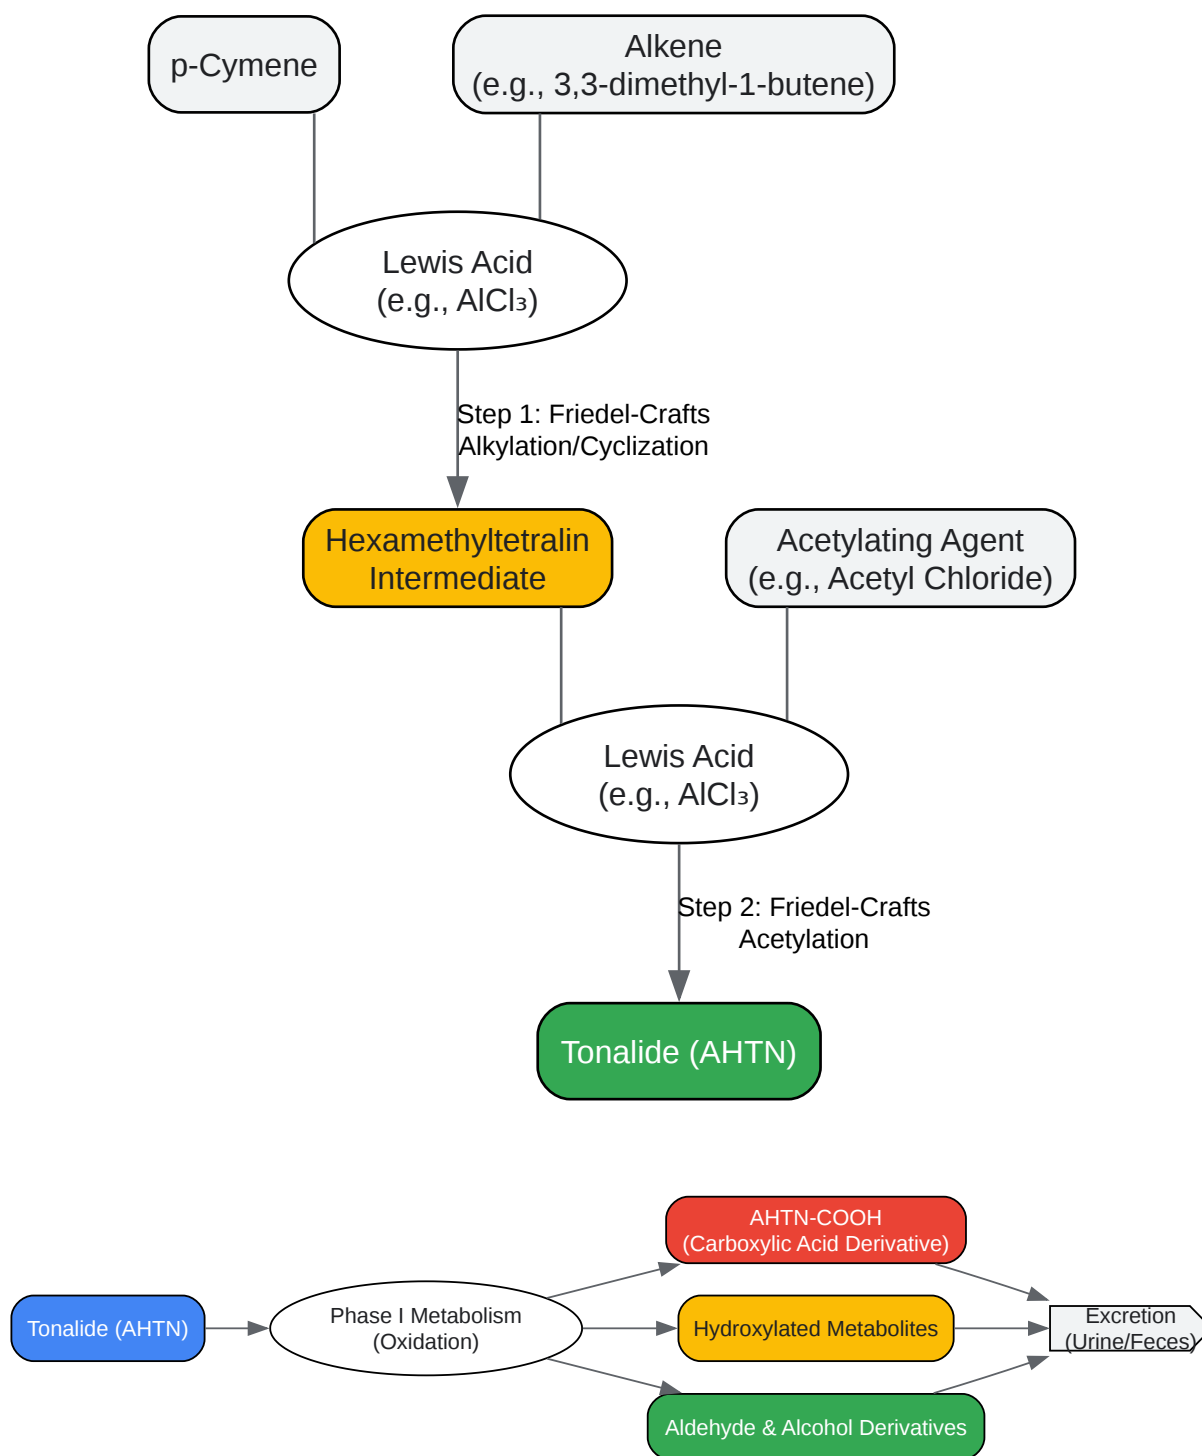 p-Cymene
Alkene
(e.g., 3,3-dimethyl-1-butene)
Lewis Acid
(e.g., AlCl₃)
Step 1: Friedel-Crafts
Alkylation/Cyclization
Hexamethyltetralin
Intermediate
Acetylating Agent
(e.g., Acetyl Chloride)
Lewis Acid
(e.g., AlCl₃)
Step 2: Friedel-Crafts
Acetylation
Tonalide (AHTN)
Tonalide (AHTN)
Phase I Metabolism
(Oxidation)
AHTN-COOH
(Carboxylic Acid Derivative)
Hydroxylated Metabolites
Aldehyde & Alcohol Derivatives
Excretion
(Urine/Feces)